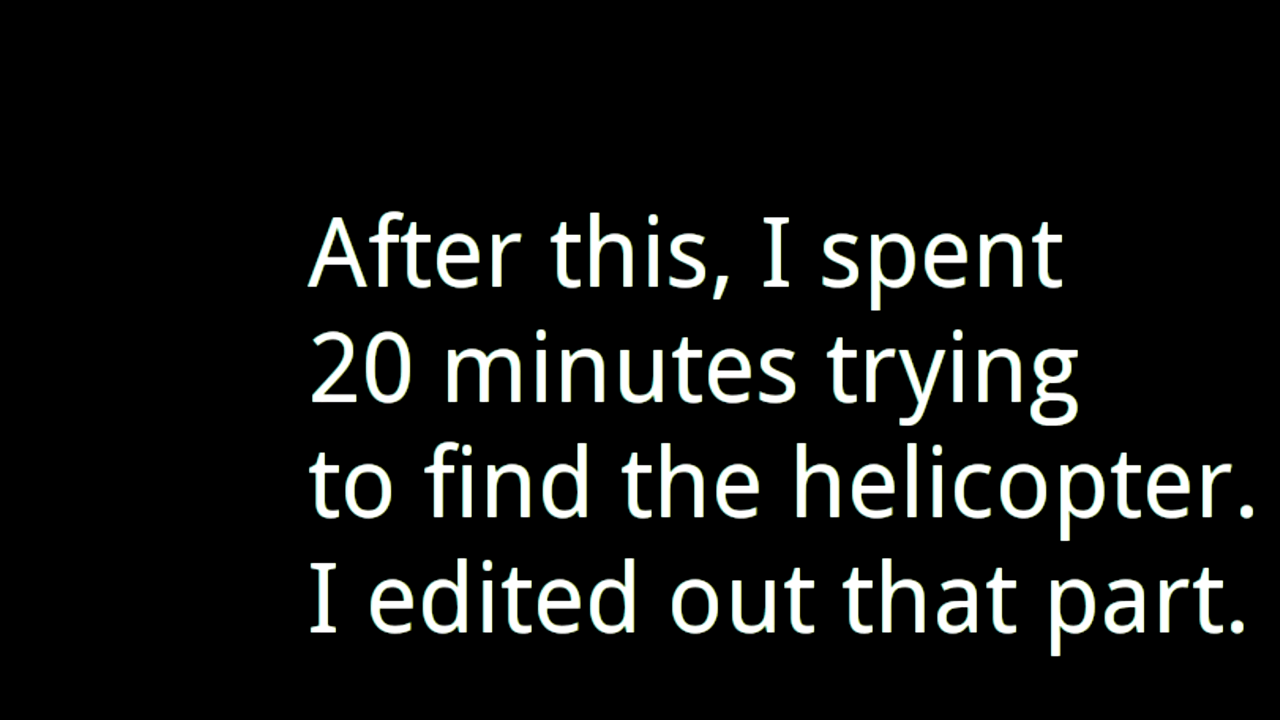 After this, I spent
20 minutes trying
to find the helicopter.
I edited out that part.